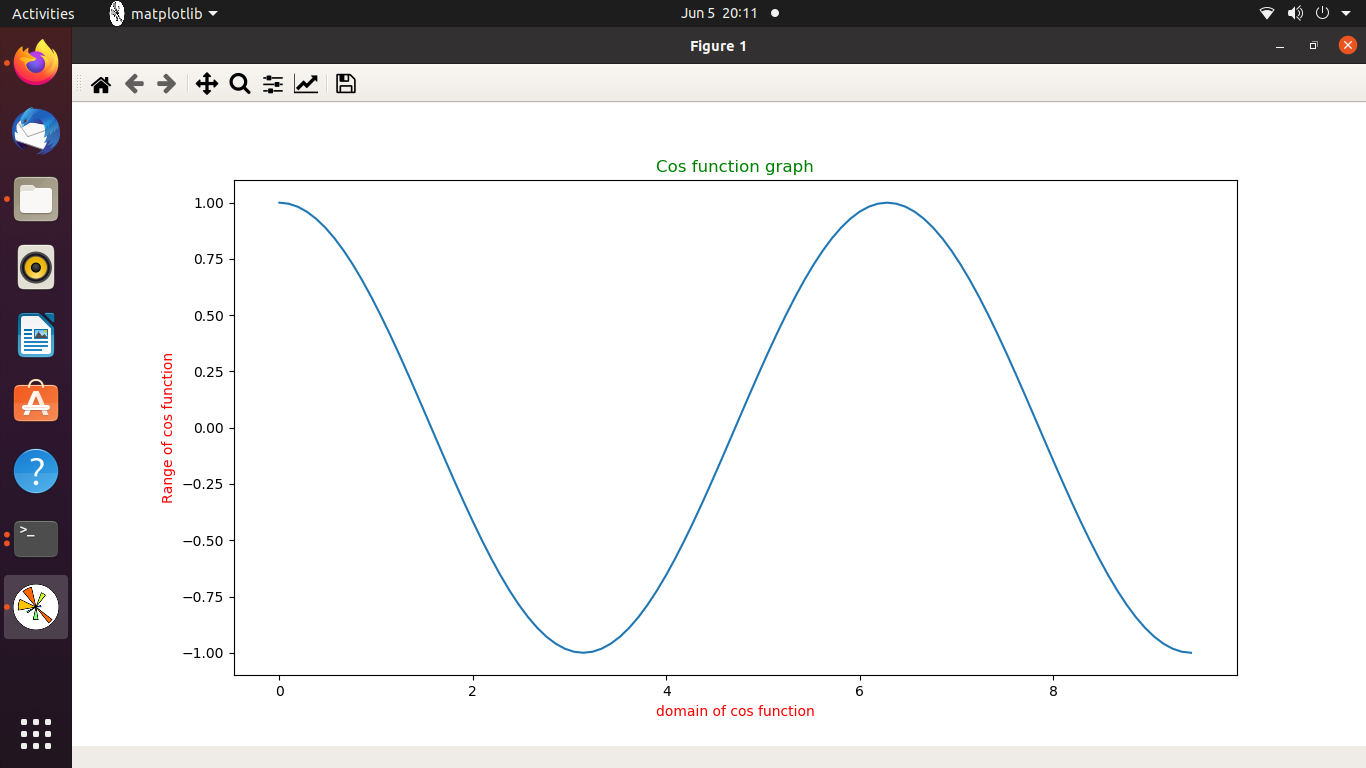 Activities
matplotlib
Jun 5 20:11
Figure 1
Cos function graph
1.00
0.75
0.50
0.25
0.00
−0.25
−0.50
−0.75
−1.00
Range of cos function
0 2 4 6 8
domain of cos function
?
>_